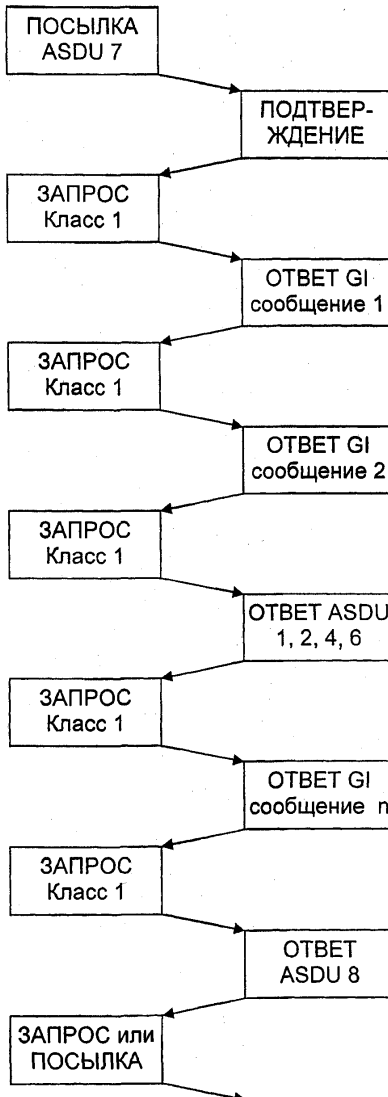 ПОСЫЛКА
ASDU 7
ПОДТВЕР-
ЖДЕНИЕ
ЗАПРОС
Класс 1
ОТВЕТ GI
сообщение 1
ЗАПРОС
Класс 1
ОТВЕТ GI
сообщение 2
ЗАПРОС
Класс 1
ОТВЕТ ASDU
1, 2, 4, 6
ЗАПРОС
Класс 1
ОТВЕТ GI
сообщение n
ЗАПРОС
Класс 1
ОТВЕТ
ASDU 8
ЗАПРОС или
ПОСЫЛКА